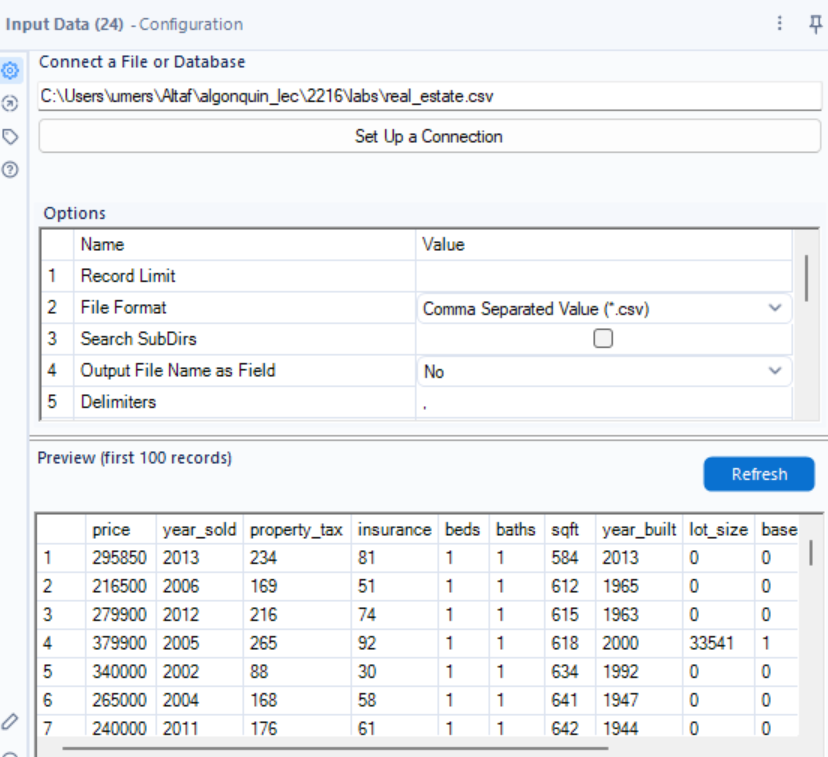 Input Data (24) - Configuration
Connect a File or Database
C:\Users\umers\Altaf\algonquin_lec\2216\labs\real_estate.csv
Set Up a Connection
Options
Name Value
1 Record Limit
2 File Format Comma Separated Value (*.csv)
3 Search SubDirs
4 Output File Name as Field No
5 Delimiters ,
Preview (first 100 records)
Refresh
price year_sold property_tax insurance beds baths sqft year_built lot_size base
1 295850 2013 234 81 1 1 584 2013 0 0
2 216500 2006 169 51 1 1 612 1965 0 0
3 279900 2012 216 74 1 1 615 1963 0 0
4 379900 2005 265 92 1 1 618 2000 33541 1
5 340000 2002 88 30 1 1 634 1992 0 0
6 265000 2004 168 58 1 1 641 1947 0 0
7 240000 2011 176 61 1 1 642 1944 0 0